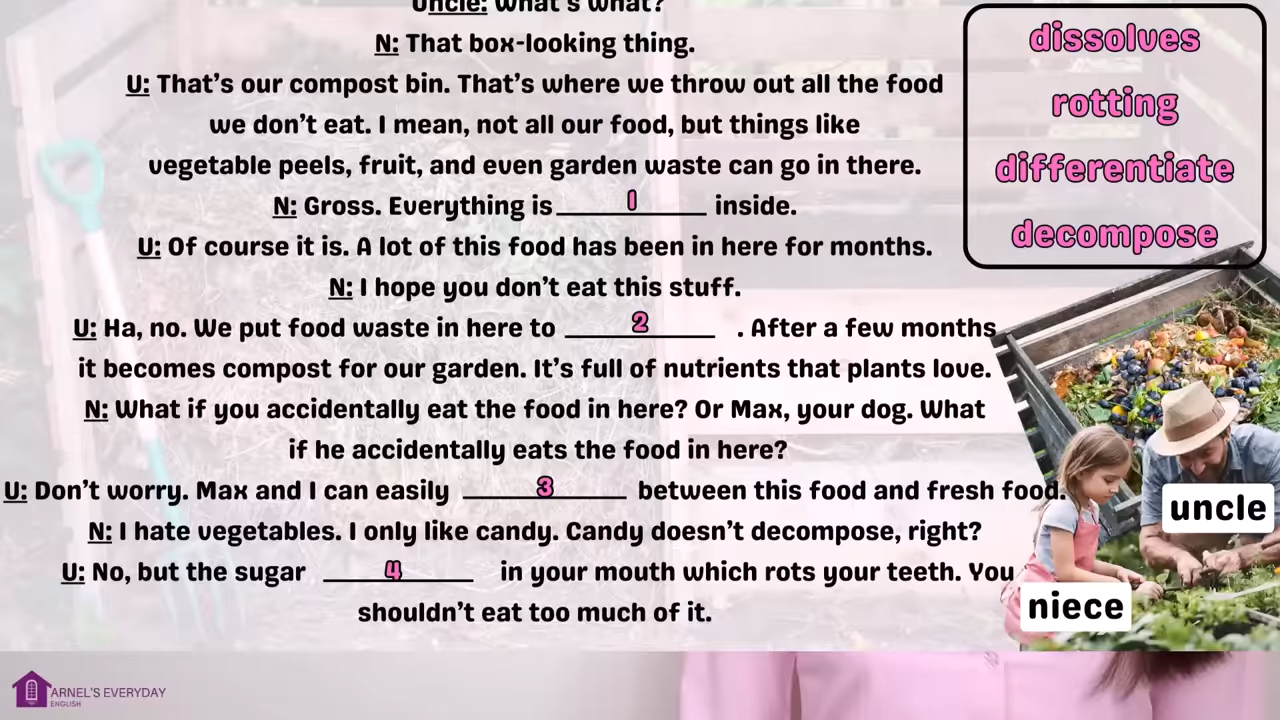 Uncle: What's what?
N: That box-looking thing.
U: That's our compost bin. That's where we throw out all the food
we don't eat. I mean, not all our food, but things like
vegetable peels, fruit, and even garden waste can go in there.
N: Gross. Everything is 1 inside.
U: Of course it is. A lot of this food has been in here for months.
N: I hope you don't eat this stuff.
U: Ha, no. We put food waste in here to 2 . After a few months
it becomes compost for our garden. It's full of nutrients that plants love.
N: What if you accidentally eat the food in here? Or Max, your dog. What
if he accidentally eats the food in here?
U: Don't worry. Max and I can easily 3 between this food and fresh food.
N: I hate vegetables. I only like candy. Candy doesn't decompose, right?
U: No, but the sugar 4 in your mouth which rots your teeth. You
shouldn't eat too much of it.
dissolves
rotting
differentiate
decompose
uncle
niece
ARNEL'S EVERYDAY
ENGLISH